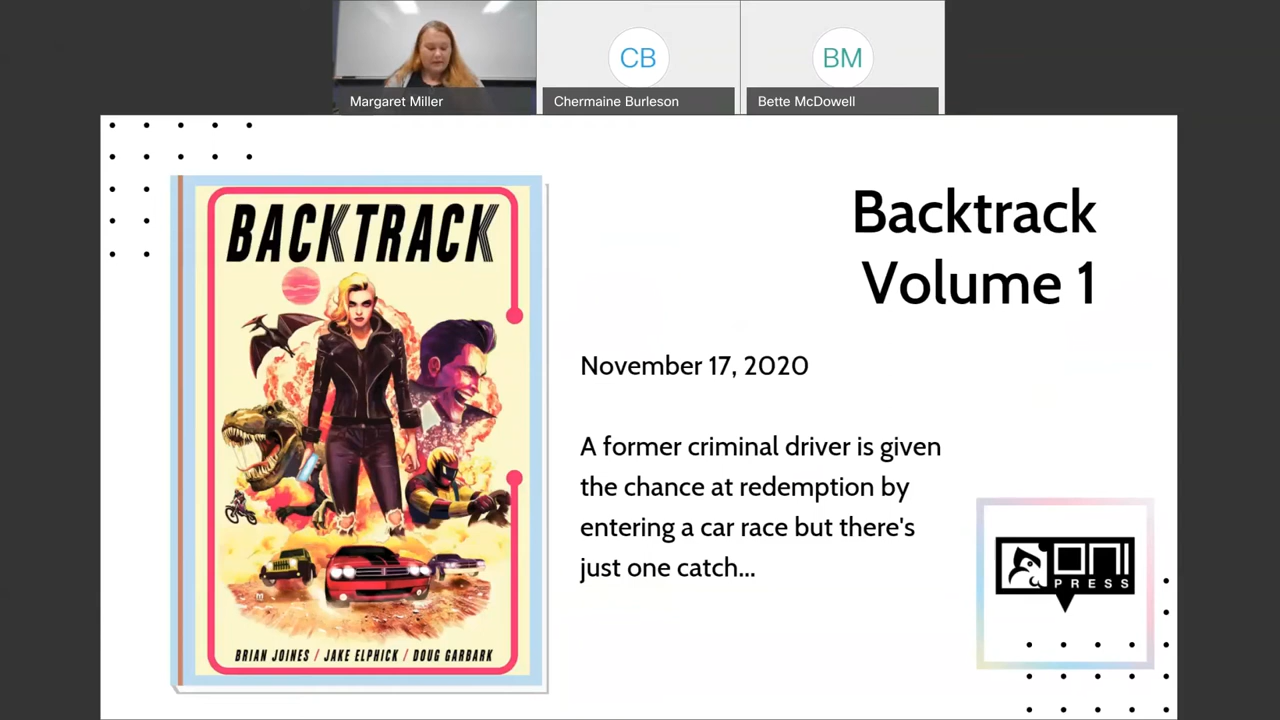 CB
BM
Margaret Miller
Chermaine Burleson
Bette McDowell
BACKTRACK
BRIAN JOINES / JAKE ELPHICK / DOUG GARBARK
Backtrack
Volume 1
November 17, 2020
A former criminal driver is given
the chance at redemption by
entering a car race but there's
just one catch...
ONI
PRESS